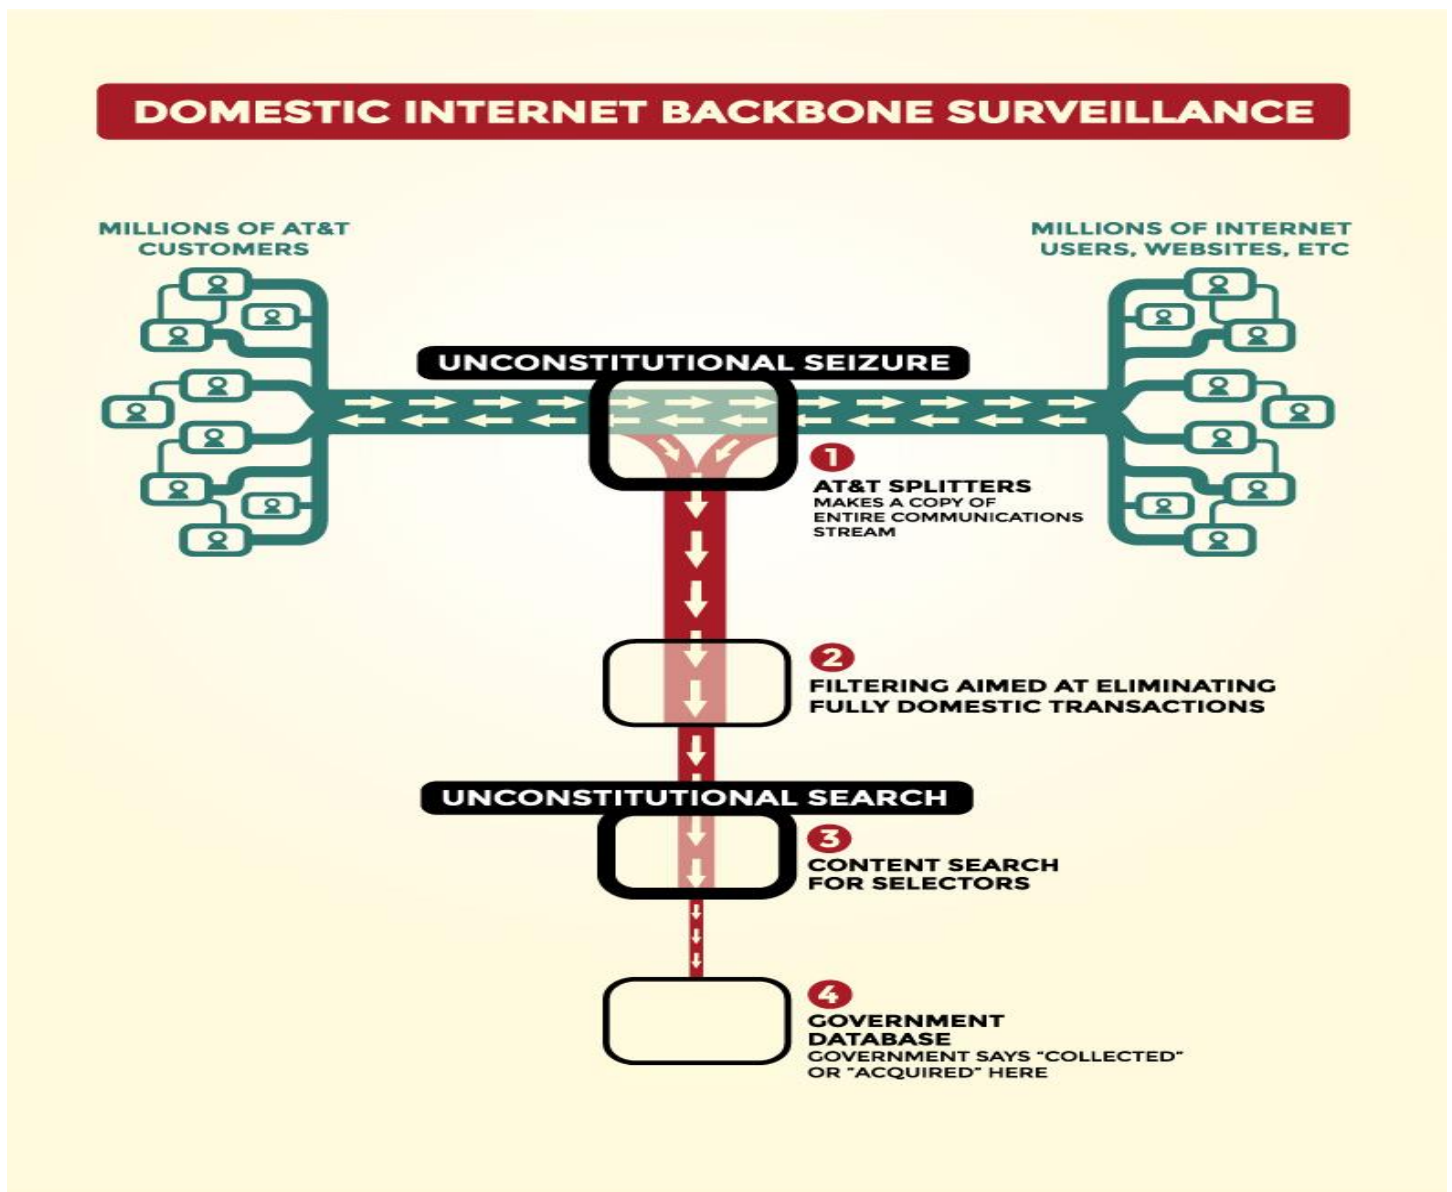 DOMESTIC INTERNET BACKBONE SURVEILLANCE
MILLIONS OF AT&T
CUSTOMERS
MILLIONS OF INTERNET
USERS, WEBSITES, ETC
UNCONSTITUTIONAL SEIZURE
1
AT&T SPLITTERS
MAKES A COPY OF
ENTIRE COMMUNICATIONS
STREAM
2
FILTERING AIMED AT ELIMINATING
FULLY DOMESTIC TRANSACTIONS
UNCONSTITUTIONAL SEARCH
3
CONTENT SEARCH
FOR SELECTORS
4
GOVERNMENT
DATABASE
GOVERNMENT SAYS “COLLECTED”
OR “ACQUIRED” HERE